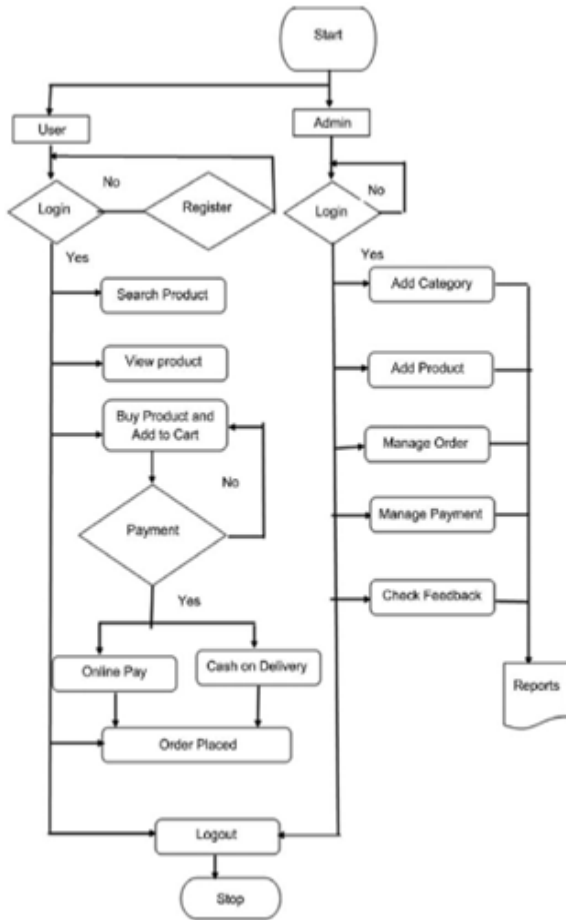 Start
User
Admin
No
Login
Register
No
Login
Yes
Yes
Search Product
Add Category
View product
Add Product
Buy Product and
Add to Cart
Manage Order
No
Payment
Manage Payment
Yes
Check Feedback
Online Pay
Cash on Delivery
Reports
Order Placed
Logout
Stop